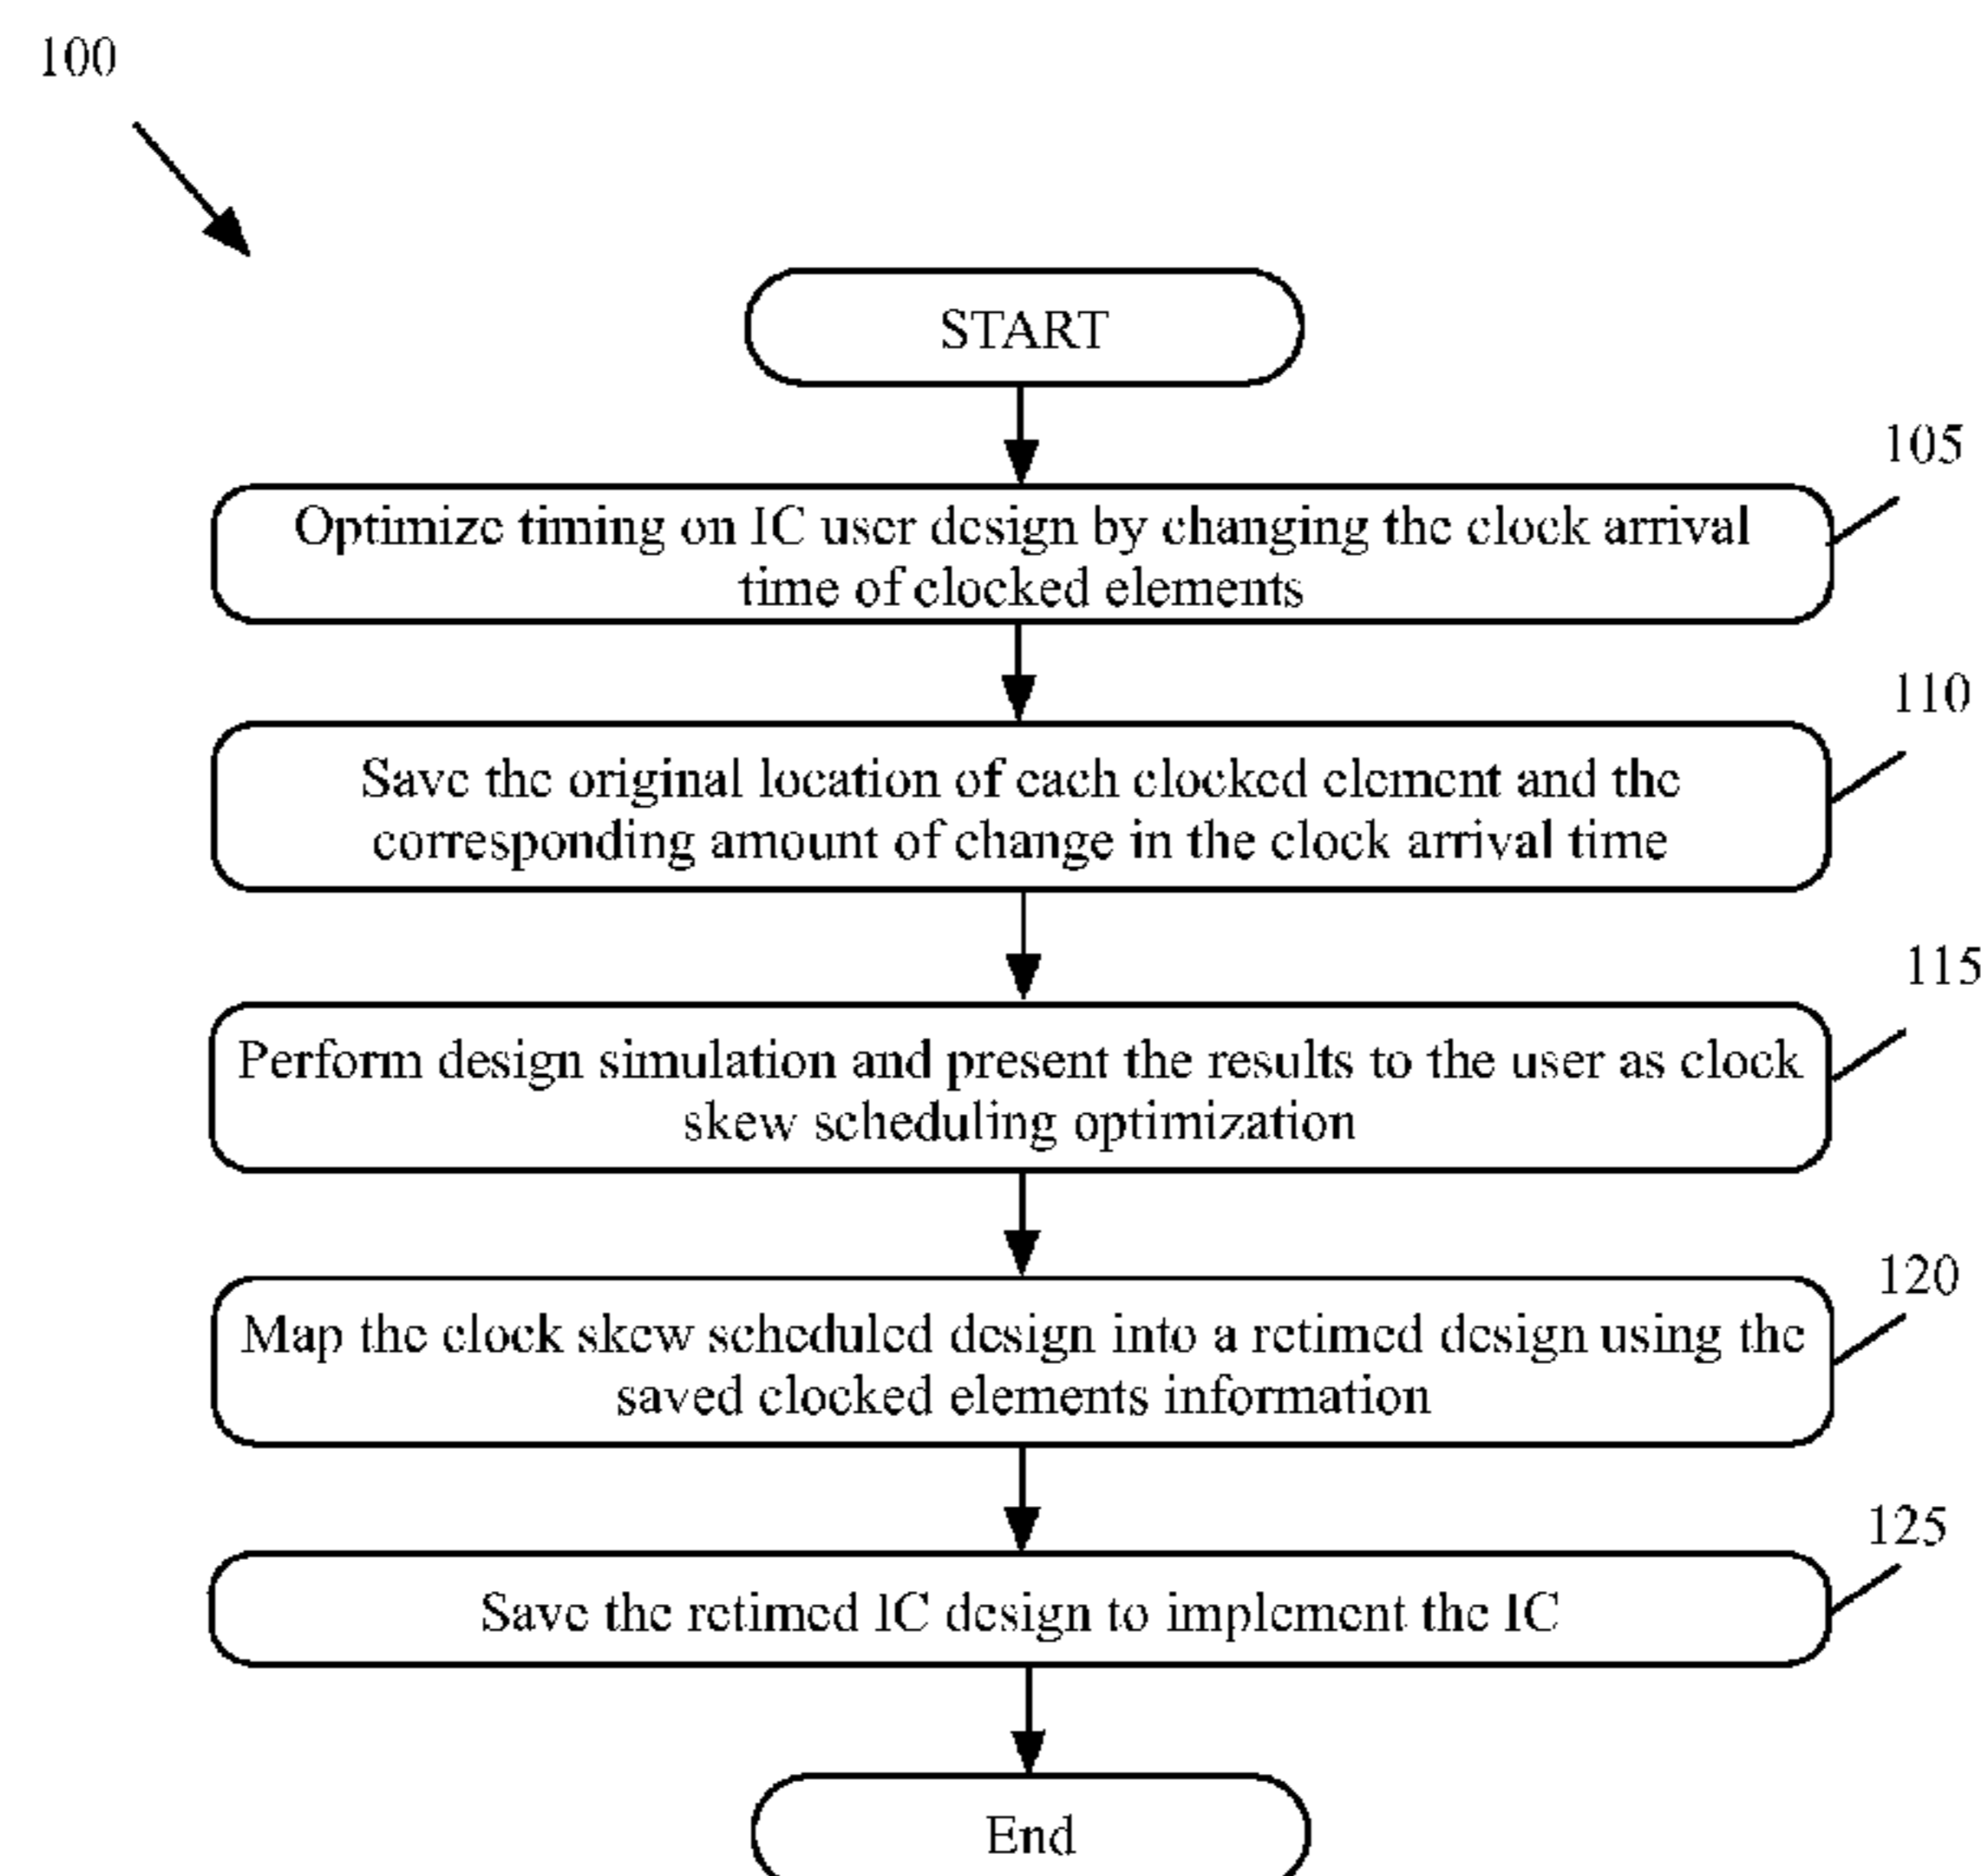 100
START
105
Optimize timing on IC user design by changing the clock arrival
time of clocked elements
110
Save the original location of each clocked element and the
corresponding amount of change in the clock arrival time
115
Perform design simulation and present the results to the user as clock
skew scheduling optimization
120
Map the clock skew scheduled design into a retimed design using the
saved clocked elements information
125
Save the retimed IC design to implement the IC
End